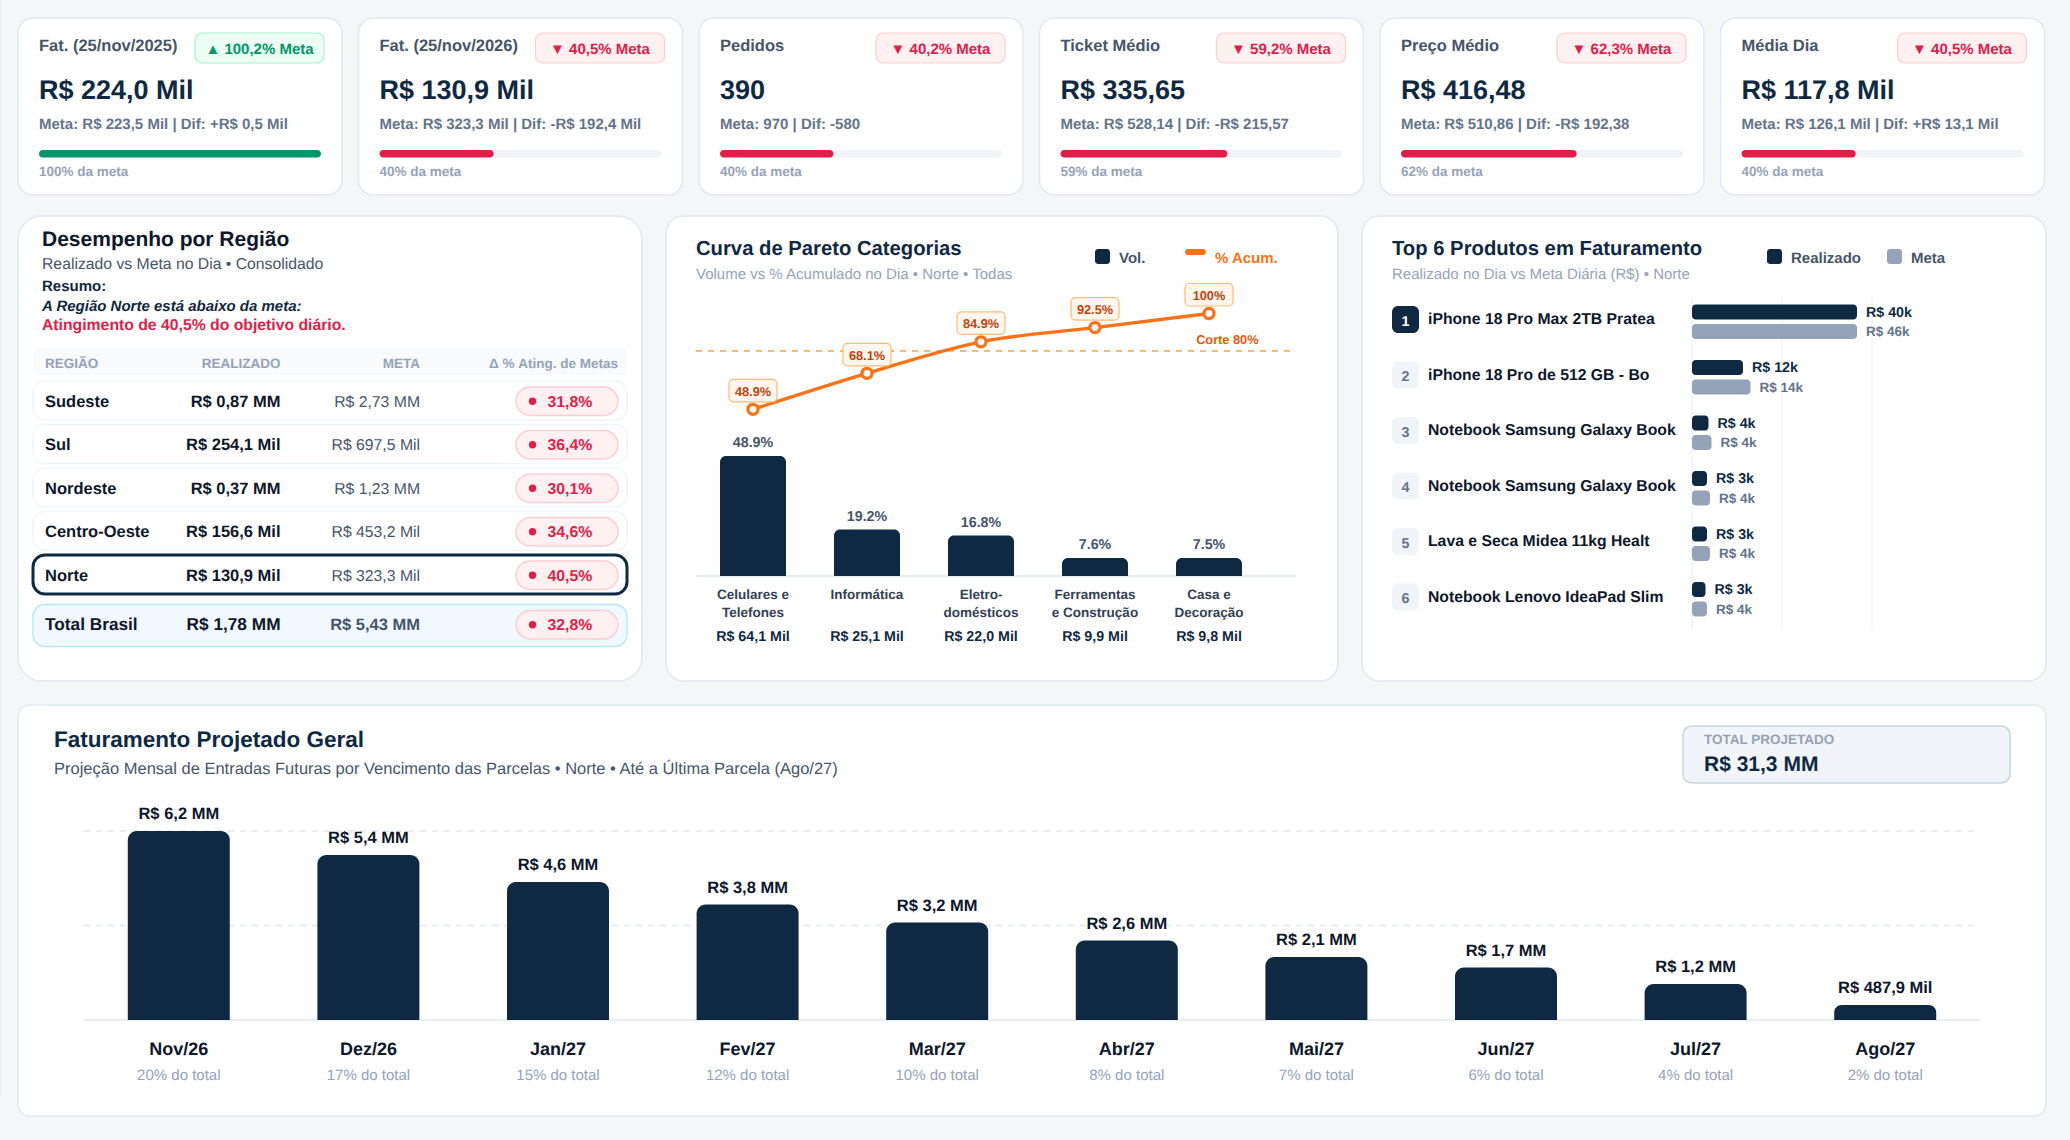 Fat. (25/nov/2025)
▲ 100,2% Meta
R$ 224,0 Mil
Meta: R$ 223,5 Mil | Dif: +R$ 0,5 Mil
100% da meta
Fat. (25/nov/2026)
▼ 40,5% Meta
R$ 130,9 Mil
Meta: R$ 323,3 Mil | Dif: -R$ 192,4 Mil
40% da meta
Pedidos
▼ 40,2% Meta
390
Meta: 970 | Dif: -580
40% da meta
Ticket Médio
▼ 59,2% Meta
R$ 335,65
Meta: R$ 528,14 | Dif: -R$ 215,57
59% da meta
Preço Médio
▼ 62,3% Meta
R$ 416,48
Meta: R$ 510,86 | Dif: -R$ 192,38
62% da meta
Média Dia
▼ 40,5% Meta
R$ 117,8 Mil
Meta: R$ 126,1 Mil | Dif: +R$ 13,1 Mil
40% da meta
Desempenho por Região
Realizado vs Meta no Dia • Consolidado
Resumo:
A Região Norte está abaixo da meta:
Atingimento de 40,5% do objetivo diário.
REGIÃO REALIZADO META Δ % Ating. de Metas
Sudeste R$ 0,87 MM R$ 2,73 MM 31,8%
Sul R$ 254,1 Mil R$ 697,5 Mil 36,4%
Nordeste R$ 0,37 MM R$ 1,23 MM 30,1%
Centro-Oeste R$ 156,6 Mil R$ 453,2 Mil 34,6%
Norte R$ 130,9 Mil R$ 323,3 Mil 40,5%
Total Brasil R$ 1,78 MM R$ 5,43 MM 32,8%
Curva de Pareto Categorias
Volume vs % Acumulado no Dia • Norte • Todas
Vol. % Acum.
48.9% 68.1% 84.9% 92.5% 100%
Corte 80%
48.9% 19.2% 16.8% 7.6% 7.5%
Celulares e Telefones
R$ 64,1 Mil
Informática
R$ 25,1 Mil
Eletro-
domésticos
R$ 22,0 Mil
Ferramentas
e Construção
R$ 9,9 Mil
Casa e
Decoração
R$ 9,8 Mil
Top 6 Produtos em Faturamento
Realizado no Dia vs Meta Diária (R$) • Norte
Realizado Meta
1 iPhone 18 Pro Max 2TB Pratea R$ 40k
R$ 46k
2 iPhone 18 Pro de 512 GB - Bo R$ 12k
R$ 14k
3 Notebook Samsung Galaxy Book R$ 4k
R$ 4k
4 Notebook Samsung Galaxy Book R$ 3k
R$ 4k
5 Lava e Seca Midea 11kg Healt R$ 3k
R$ 4k
6 Notebook Lenovo IdeaPad Slim R$ 3k
R$ 4k
Faturamento Projetado Geral
Projeção Mensal de Entradas Futuras por Vencimento das Parcelas • Norte • Até a Última Parcela (Ago/27)
TOTAL PROJETADO
R$ 31,3 MM
R$ 6,2 MM R$ 5,4 MM R$ 4,6 MM R$ 3,8 MM R$ 3,2 MM R$ 2,6 MM R$ 2,1 MM R$ 1,7 MM R$ 1,2 MM R$ 487,9 Mil
Nov/26 Dez/26 Jan/27 Fev/27 Mar/27 Abr/27 Mai/27 Jun/27 Jul/27 Ago/27
20% do total 17% do total 15% do total 12% do total 10% do total 8% do total 7% do total 6% do total 4% do total 2% do total